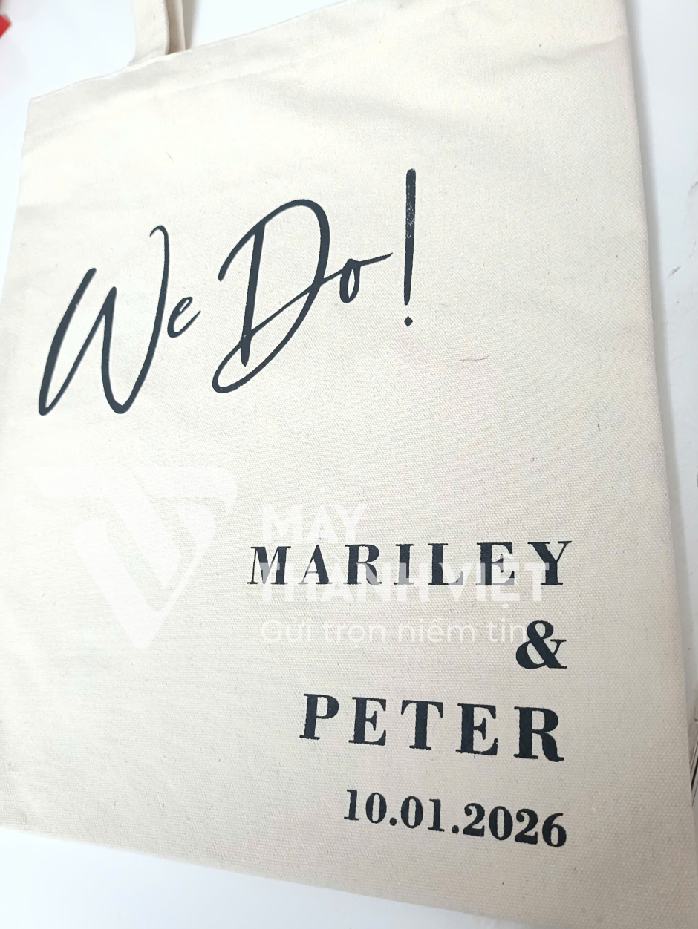 We Do!
MAY
MARILEY
THANH VIỆT
Gửi trọn niềm tin
&
PETER
10.01.2026